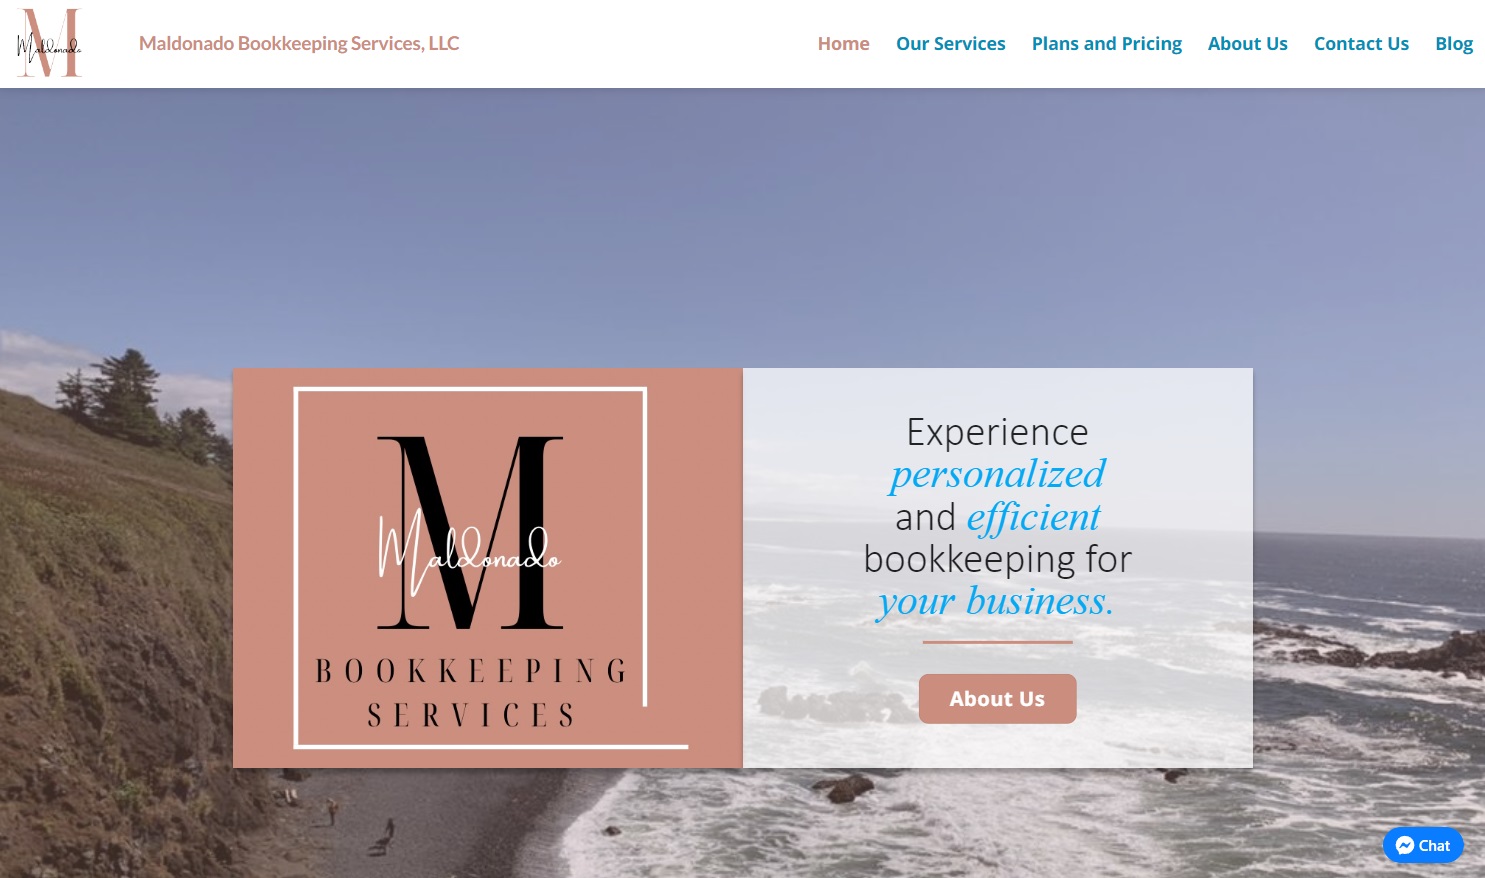 Maldonado
Maldonado Bookkeeping Services, LLC
Home
Our Services
Plans and Pricing
About Us
Contact Us
Blog
M
Maldonado
BOOKKEEPING
SERVICES
Experience
personalized
and efficient
bookkeeping for
your business.
About Us
Chat